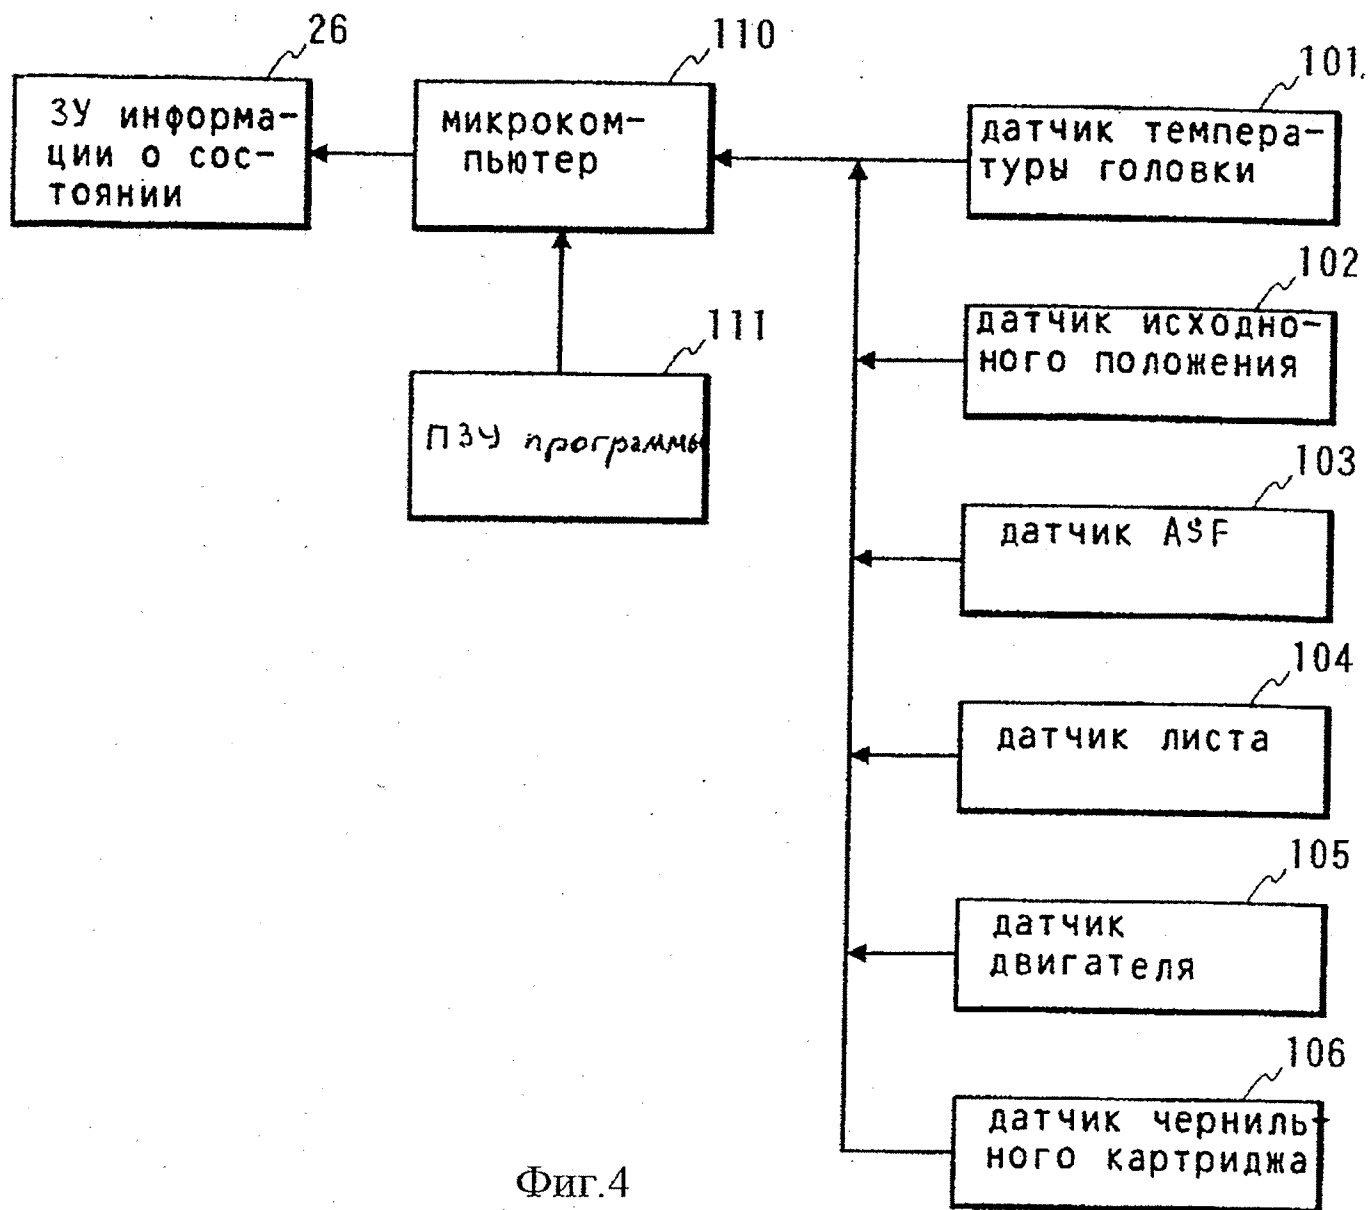 26
ЗУ информа-
ции о сос-
тоянии
110
микроком-
пьютер
111
ПЗУ программы
101
датчик темпера-
туры головки
102
датчик исходно-
ного положения
103
датчик ASF
104
датчик листа
105
датчик
двигателя
106
датчик черниль-
ного картриджа
Фиг.4